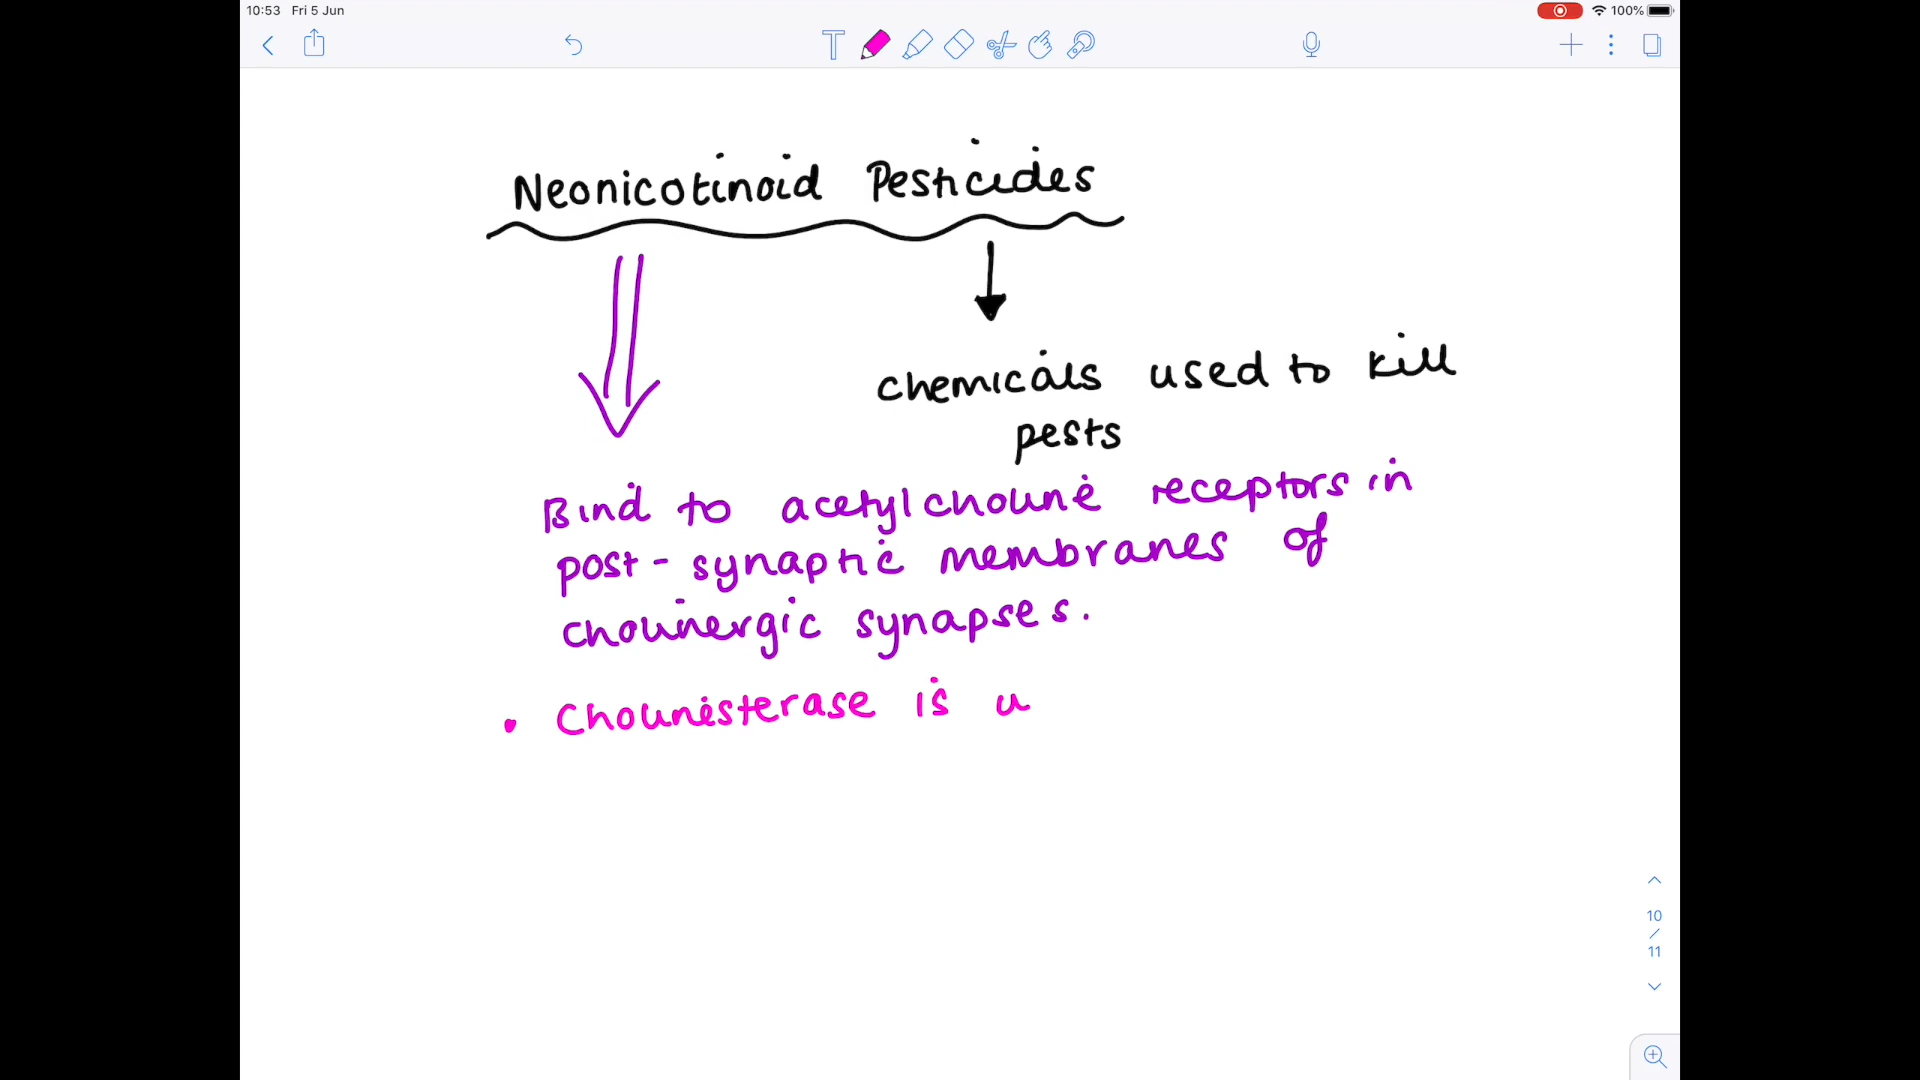 10:53 Fri 5 Jun
100%
Neonicotinoid Pesticides
chemicals used to kill
pests
Bind to acetylcholine receptors in
post-synaptic membranes of
cholinergic synapses.
• Cholinesterase is u
10
/
11